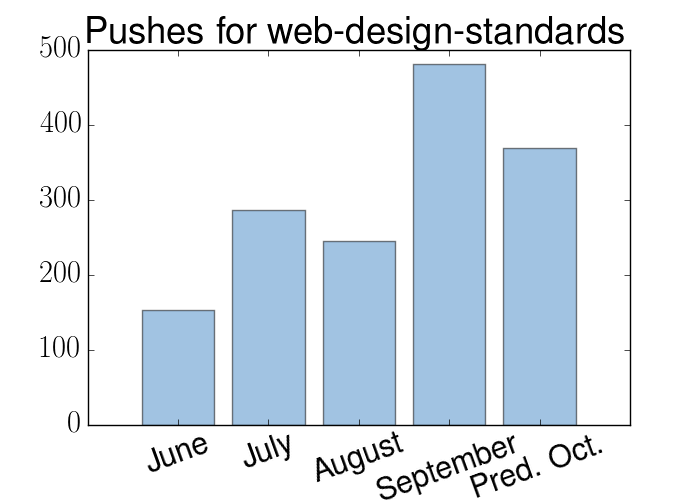 Pushes for web-design-standards
500
400
300
200
100
0
June
July
August
September
Pred. Oct.